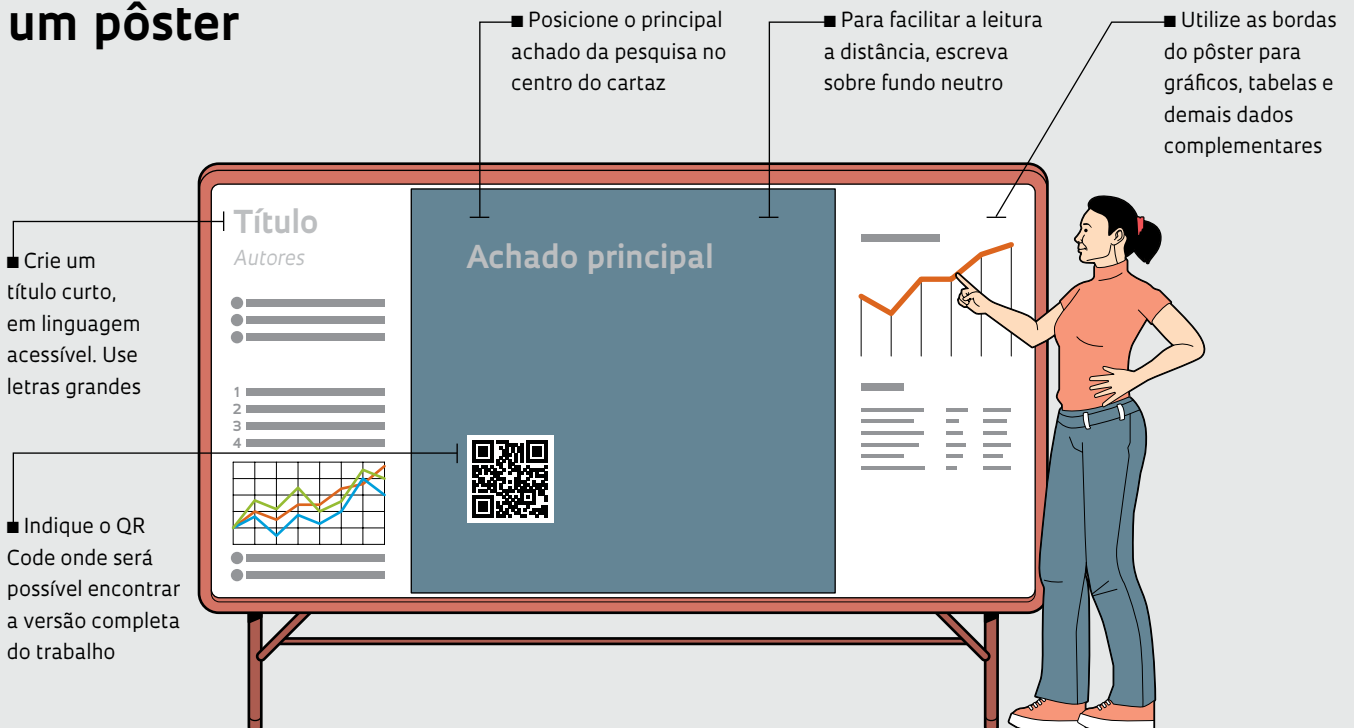 um pôster
■ Posicione o principal
achado da pesquisa no
centro do cartaz
■ Para facilitar a leitura
a distância, escreva
sobre fundo neutro
■ Utilize as bordas
do pôster para
gráficos, tabelas e
demais dados
complementares
■ Crie um
título curto,
em linguagem
acessível. Use
letras grandes
■ Indique o QR
Code onde será
possível encontrar
a versão completa
do trabalho
Título
Autores
1
2
3
4
Achado principal